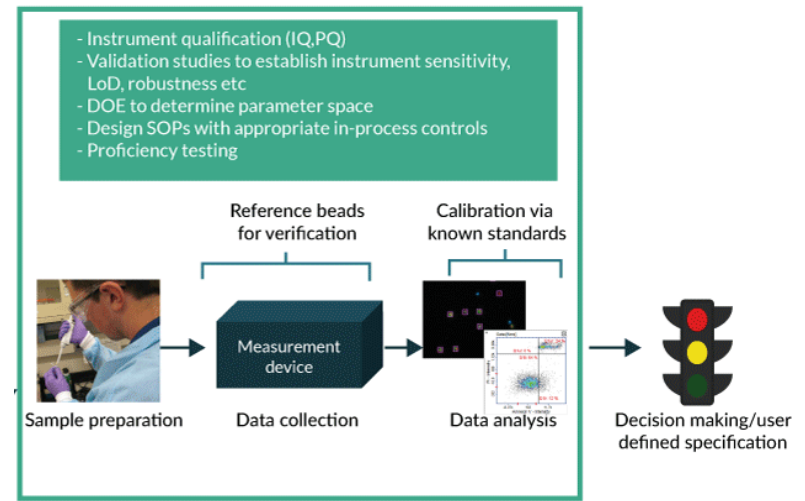 - Instrument qualification (IQ,PQ)
- Validation studies to establish instrument sensitivity,
LoD, robustness etc
- DOE to determine parameter space
- Design SOPs with appropriate in-process controls
- Proficiency testing
Reference beads
for verification
Calibration via
known standards
Measurement
device
Sample preparation
Data collection
Data analysis
Decision making/user
defined specification